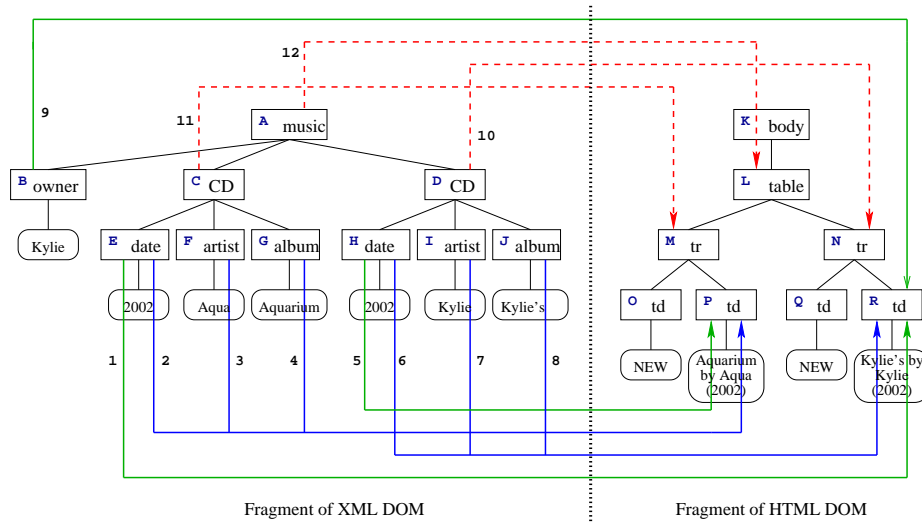 12
9
11
10
A music
K body
B owner
C CD
D CD
L table
Kylie
E date
F artist
G album
H date
I artist
J album
M tr
N tr
2002
Aqua
Aquarium
2002
Kylie
Kylie's
O td
P td
Q td
R td
1
2
3
4
5
6
7
8
NEW
Aquarium
by Aqua
(2002)
NEW
Kylie's by
Kylie
(2002)
Fragment of XML DOM
Fragment of HTML DOM